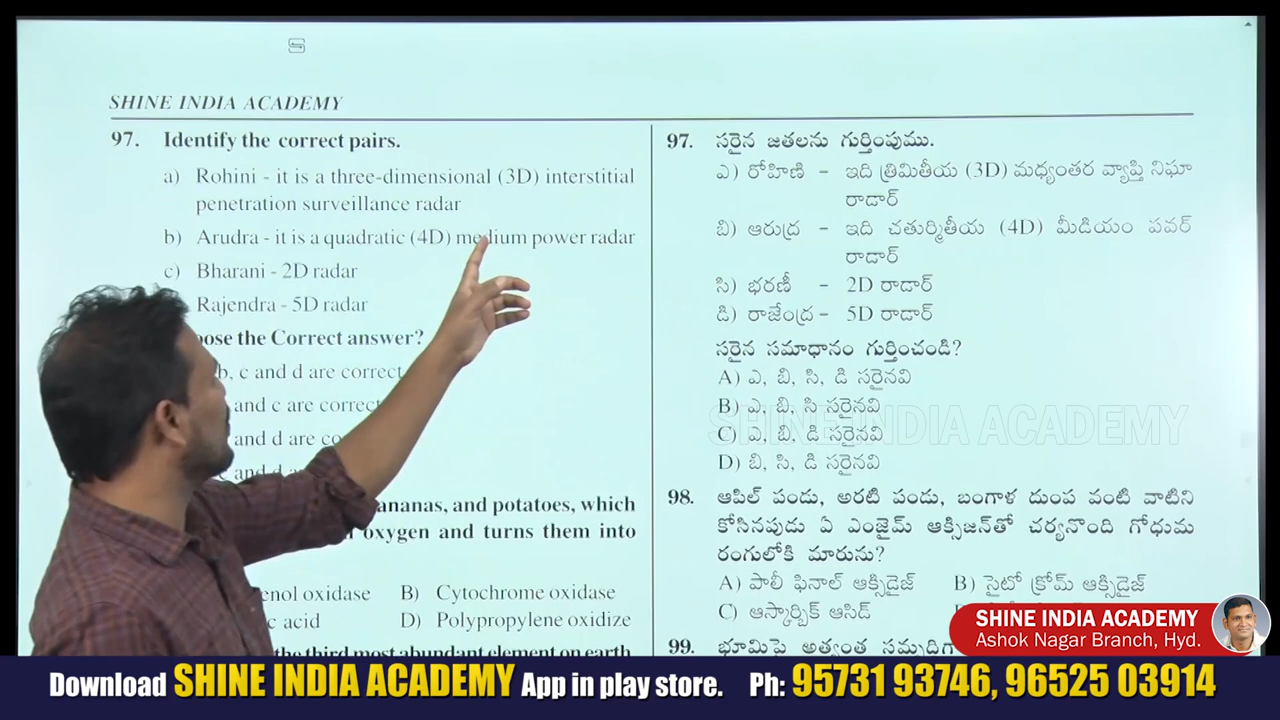 SHINE INDIA ACADEMY
97. Identify the correct pairs.
a) Rohini - it is a three-dimensional (3D) interstitial
penetration surveillance radar
b) Arudra - it is a quadratic (4D) medium power radar
c) Bharani - 2D radar
Rajendra - 5D radar
the Correct answer?
b, c and d are correct
and c are correct
and d are
c and d
and potatoes, which
oxygen and turns them into
oxidase B) Cytochrome oxidase
acid D) Polypropylene oxidize
the third most abundant element on earth
97. సరైన జతలను గుర్తింపుము.
ఎ) రోహిణి – ఇది త్రిమితీయ (3D) మధ్యంతర వ్యాప్తి నిఘా
రాడార్
బి) ఆరుద్ర – ఇది చతుర్మితీయ (4D) మీడియం పవర్
రాడార్
సి) భరణీ – 2D రాడార్
డి) రాజేంద్ర – 5D రాడార్
సరైన సమాధానం గుర్తించండి?
A) ఎ, బి, సి, డి సరైనవి
B) ఎ, బి, సి సరైనవి
SHINE INDIA ACADEMY
C) ఎ, బి, డి సరైనవి
D) బి, సి, డి సరైనవి
98. ఆపిల్ పండు, అరటి పండు, బంగాళ దుంప వంటి వాటిని
కోసినపుడు ఏ ఎంజైమ్ ఆక్సిజన్‌తో చర్యనొంది గోధుమ
రంగులోకి మారును?
A) పాలీ ఫినాల్ ఆక్సిడైజ్ B) సైటో క్రోమ్ ఆక్సిడైజ్
C) ఆస్కార్బిక్ ఆసిడ్
99. భూమిపై అత్యంత
SHINE INDIA ACADEMY
Ashok Nagar Branch, Hyd.
Download SHINE INDIA ACADEMY App in play store. Ph: 95731 93746, 96525 03914